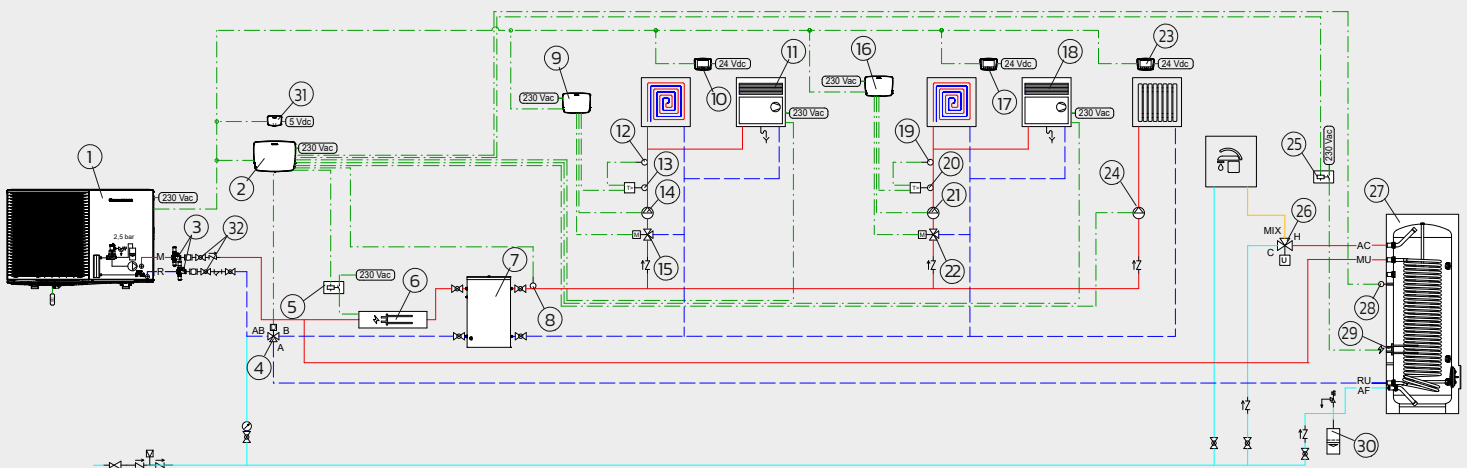 31
5 Vdc
230 Vac
2
1
230 Vac
2,5 bar
3
32
M
R
9
230 Vac
10
24 Vdc
11
230 Vac
12
13
T>
14
M
15
16
230 Vac
17
24 Vdc
18
230 Vac
19
20
T>
21
M
22
23
24 Vdc
24
5
230 Vac
6
7
8
AB
B
A
4
25
230 Vac
26
MIX
H
C
U
27
AC
MU
28
29
RU
AF
30
M